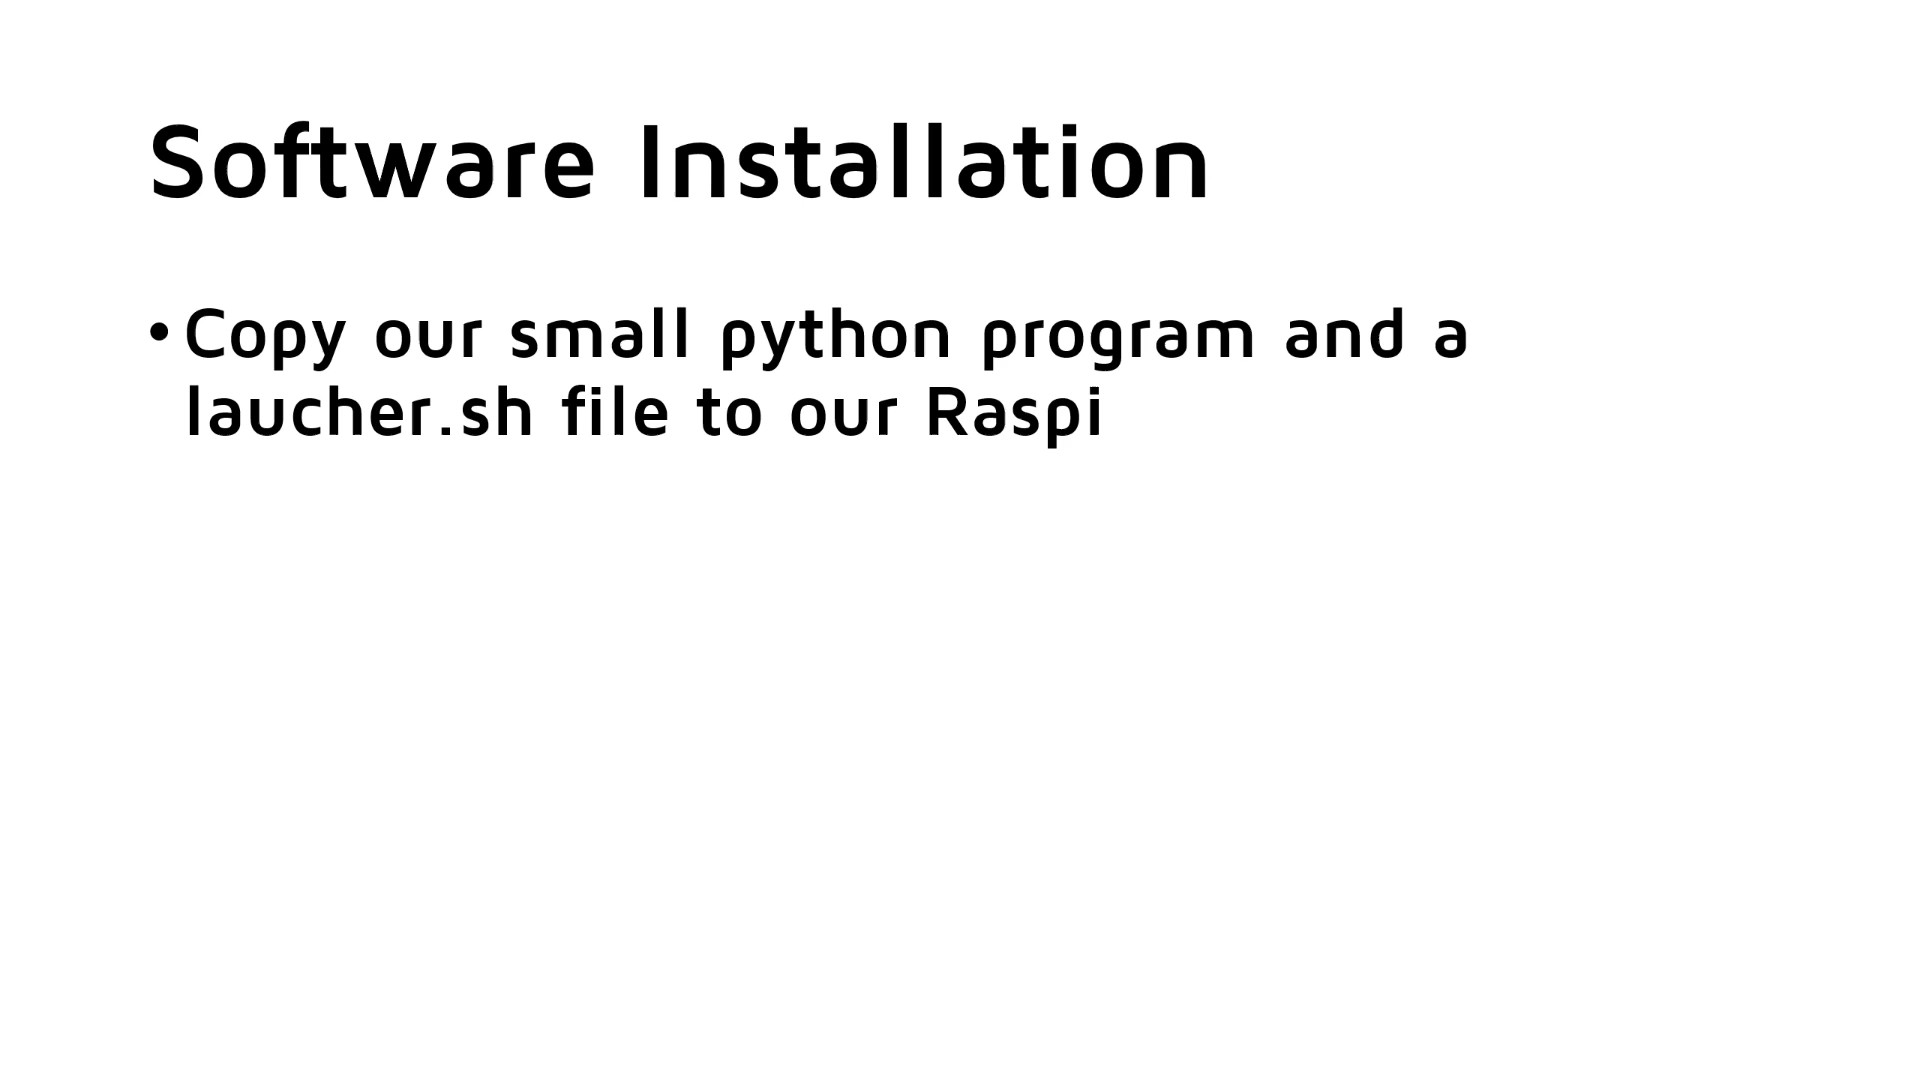 Software Installation
• Copy our small python program and a
laucher.sh file to our Raspi